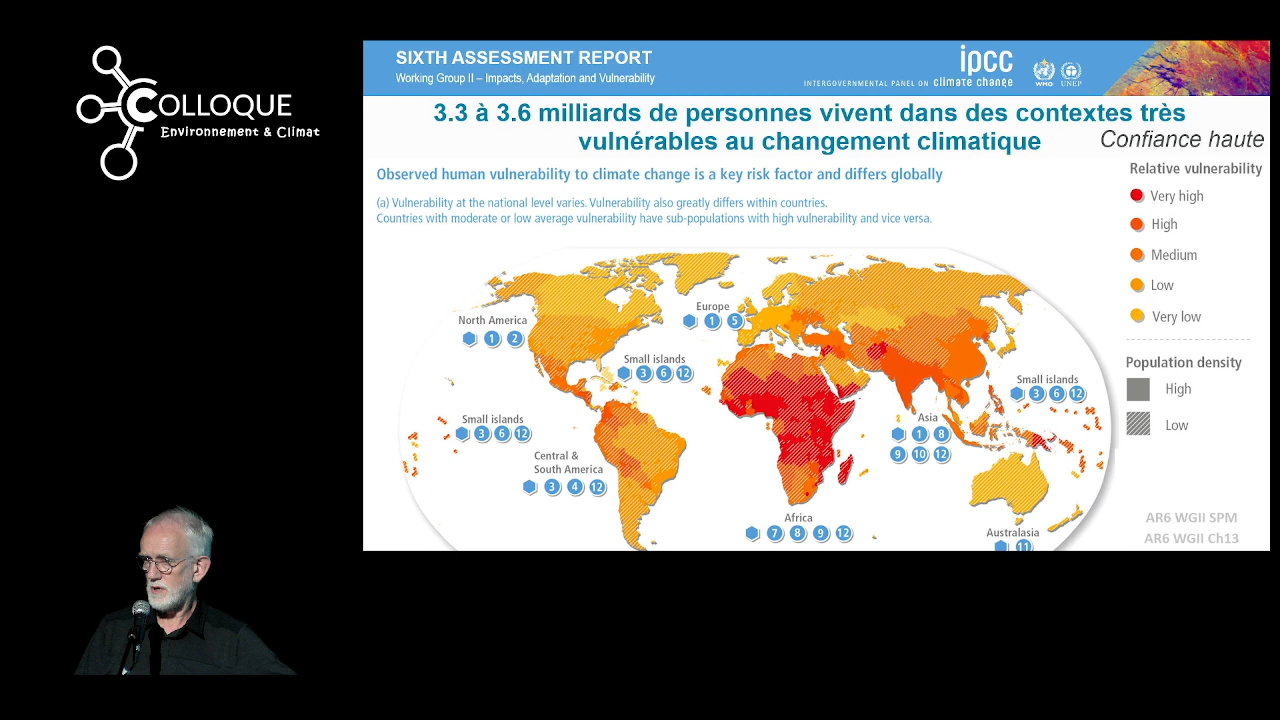 COLLOQUE
Environnement & Climat
SIXTH ASSESSMENT REPORT
Working Group II – Impacts, Adaptation and Vulnerability
INTERGOVERNMENTAL PANEL ON climate change
ipcc
WMO
UNEP
3.3 à 3.6 milliards de personnes vivent dans des contextes très
vulnérables au changement climatique
Confiance haute
Observed human vulnerability to climate change is a key risk factor and differs globally
(a) Vulnerability at the national level varies. Vulnerability also greatly differs within countries.
Countries with moderate or low average vulnerability have sub-populations with high vulnerability and vice versa.
Relative vulnerability
Very high
High
Medium
Low
Very low
Population density
High
Low
North America
1 2
Europe
1 5
Small islands
3 6 12
Small islands
3 6 12
Small islands
3 6 12
Central &
South America
3 4 12
Asia
1 8
9 10 12
Africa
7 8 9 12
Australasia
11
AR6 WGII SPM
AR6 WGII Ch13